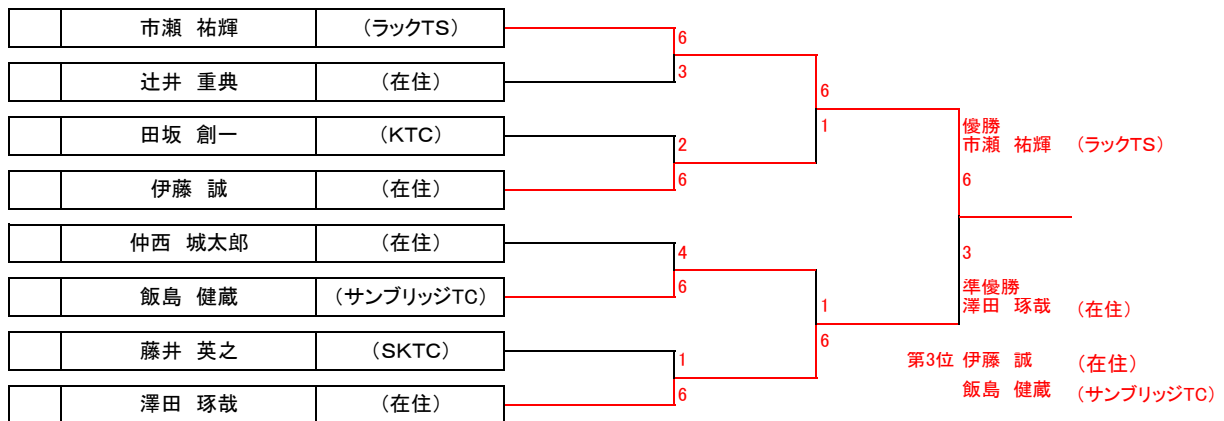 市瀬 祐輝 (ラックTS)
6
3
辻井 重典 (在住)
6
1
田坂 創一 (KTC)
2
6
伊藤 誠 (在住)
優勝
市瀬 祐輝 (ラックTS)
6
3
仲西 城太郎 (在住)
4
6
飯島 健蔵 (サンブリッジTC)
1
6
準優勝
澤田 琢哉 (在住)
藤井 英之 (SKTC)
1
6
澤田 琢哉 (在住)
第3位 伊藤 誠 (在住)
飯島 健蔵 (サンブリッジTC)